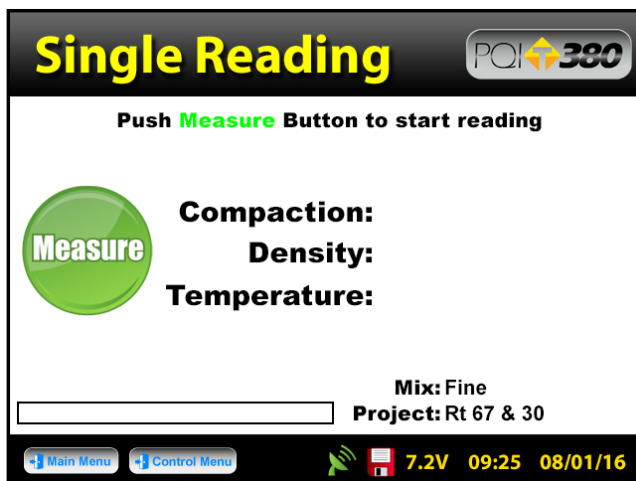 Single Reading
PQI T 380
Push Measure Button to start reading
Measure
Compaction:
Density:
Temperature:
Mix: Fine
Project: Rt 67 & 30
Main Menu Control Menu 7.2V 09:25 08/01/16